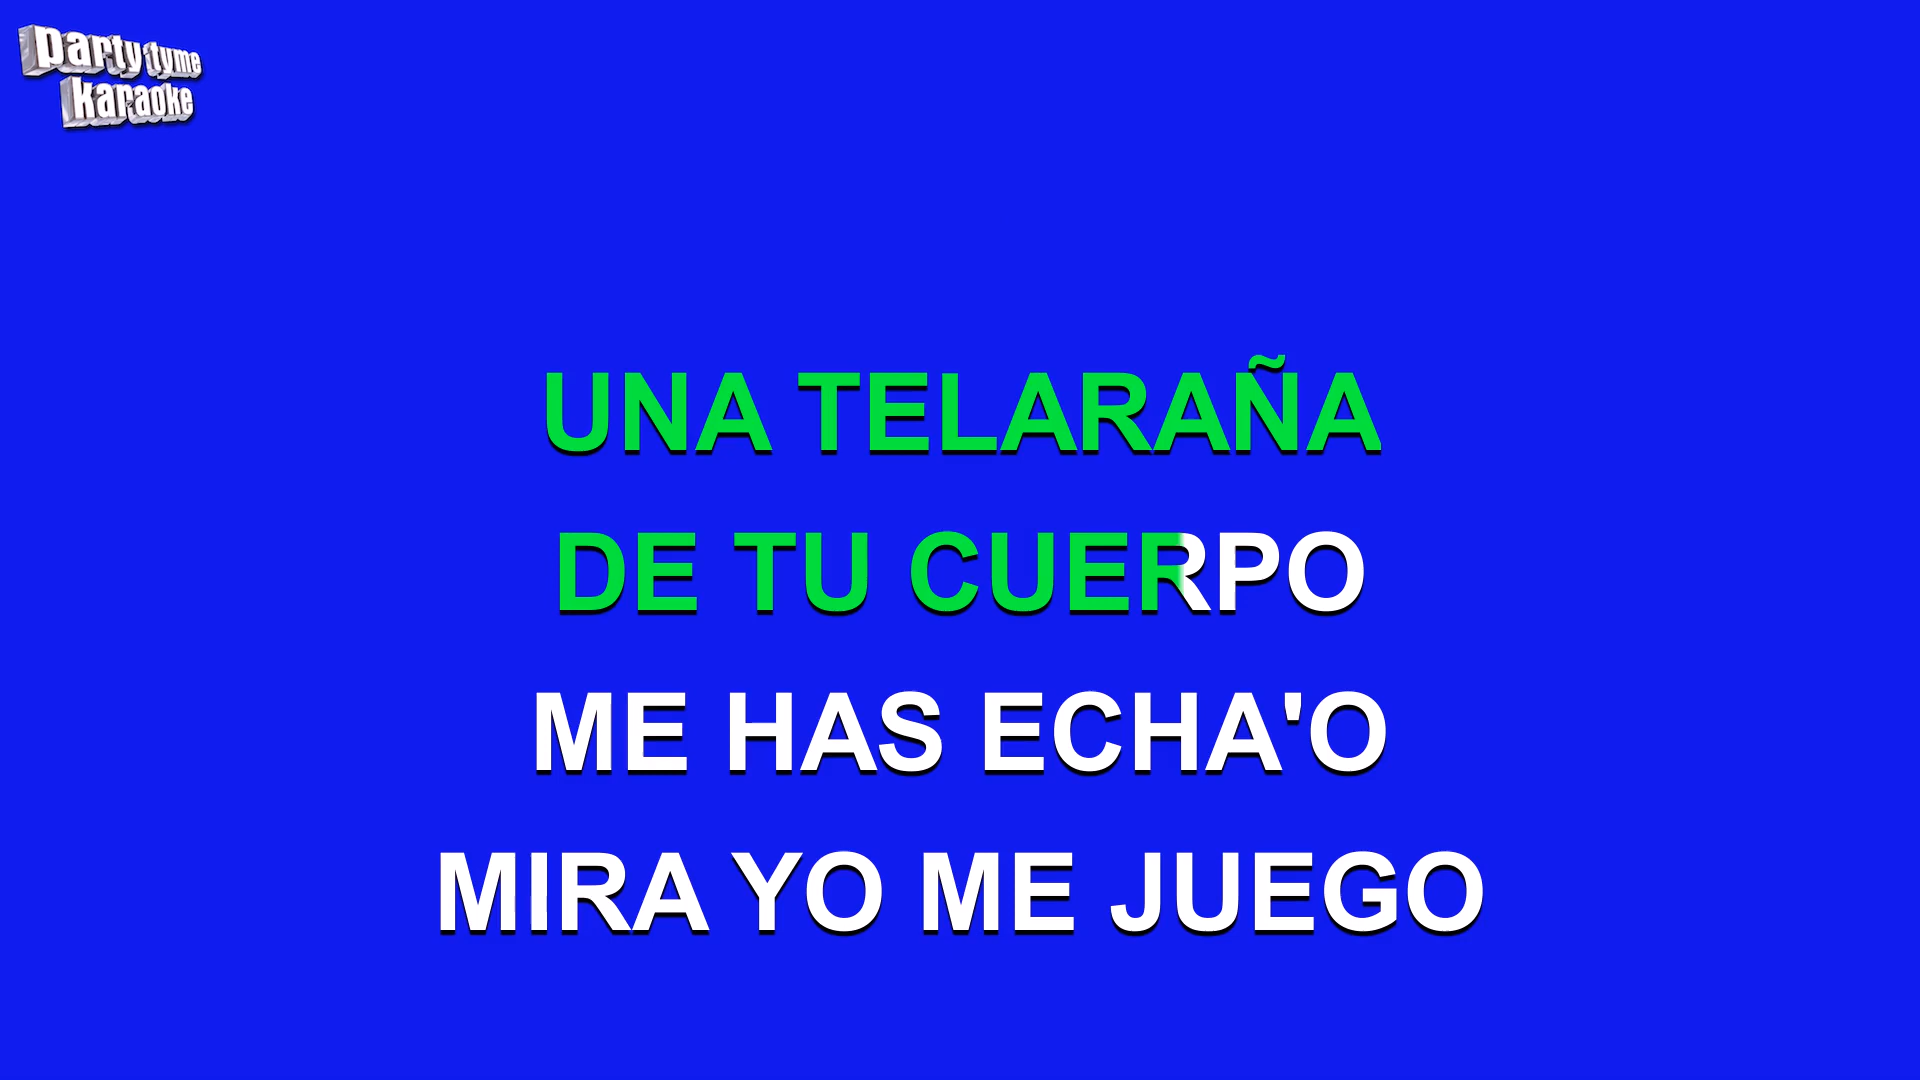 party tyme
karaoke
UNA TELARAÑA
DE TU CUERPO
ME HAS ECHA'O
MIRA YO ME JUEGO